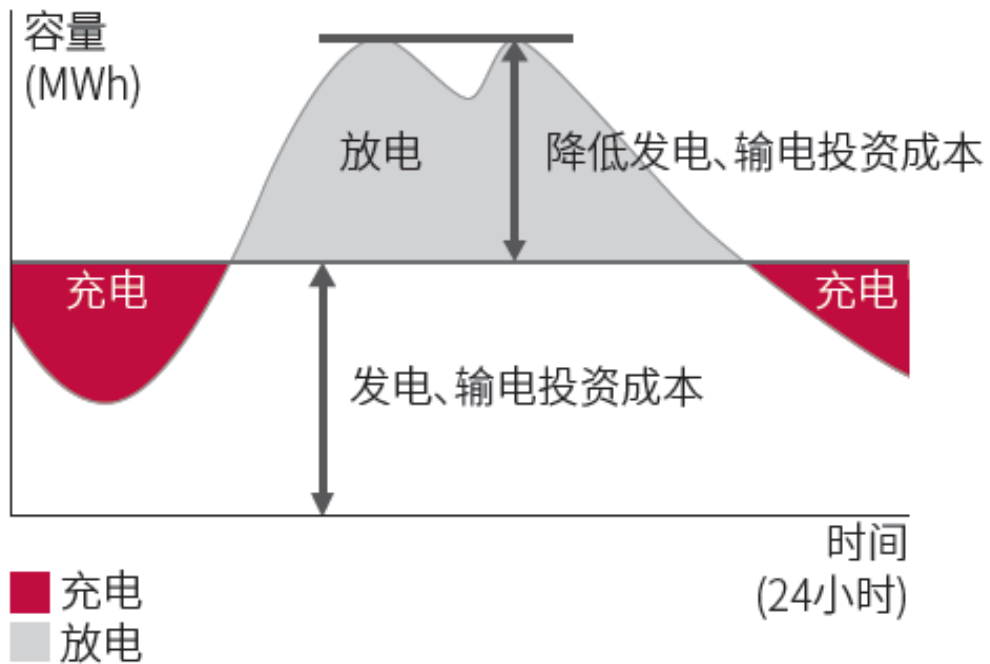 容量
(MWh)
放电
降低发电、输电投资成本
充电
充电
发电、输电投资成本
时间
(24小时)
充电
放电